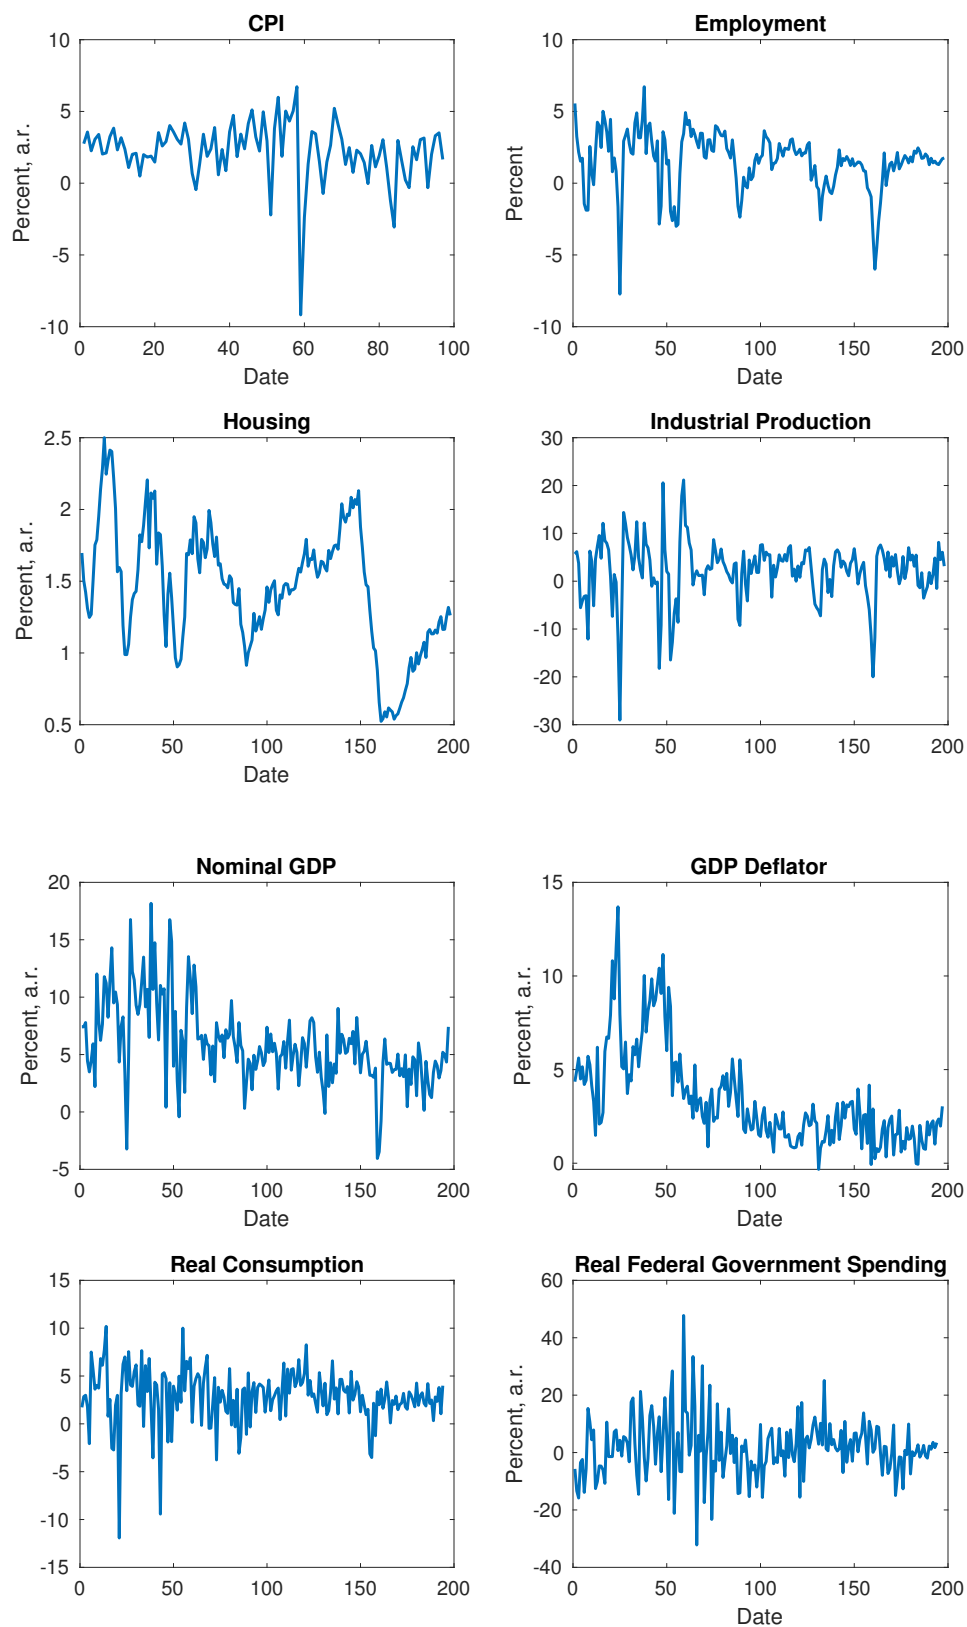 CPI
10
5
0
-5
-10
Percent, a.r.
0 20 40 60 80 100
Date
Employment
10
5
0
-5
-10
Percent
0 50 100 150 200
Date
Housing
2.5
2
1.5
1
0.5
Percent, a.r.
0 50 100 150 200
Date
Industrial Production
30
20
10
0
-10
-20
-30
0 50 100 150 200
Nominal GDP
20
15
10
5
0
-5
Percent, a.r.
0 50 100 150 200
Date
GDP Deflator
15
10
5
0
Percent, a.r.
0 50 100 150 200
Date
Real Consumption
15
10
5
0
-5
-10
-15
0 50 100 150 200
Real Federal Government Spending
60
40
20
0
-20
-40
Percent, a.r.
0 50 100 150 200
Date